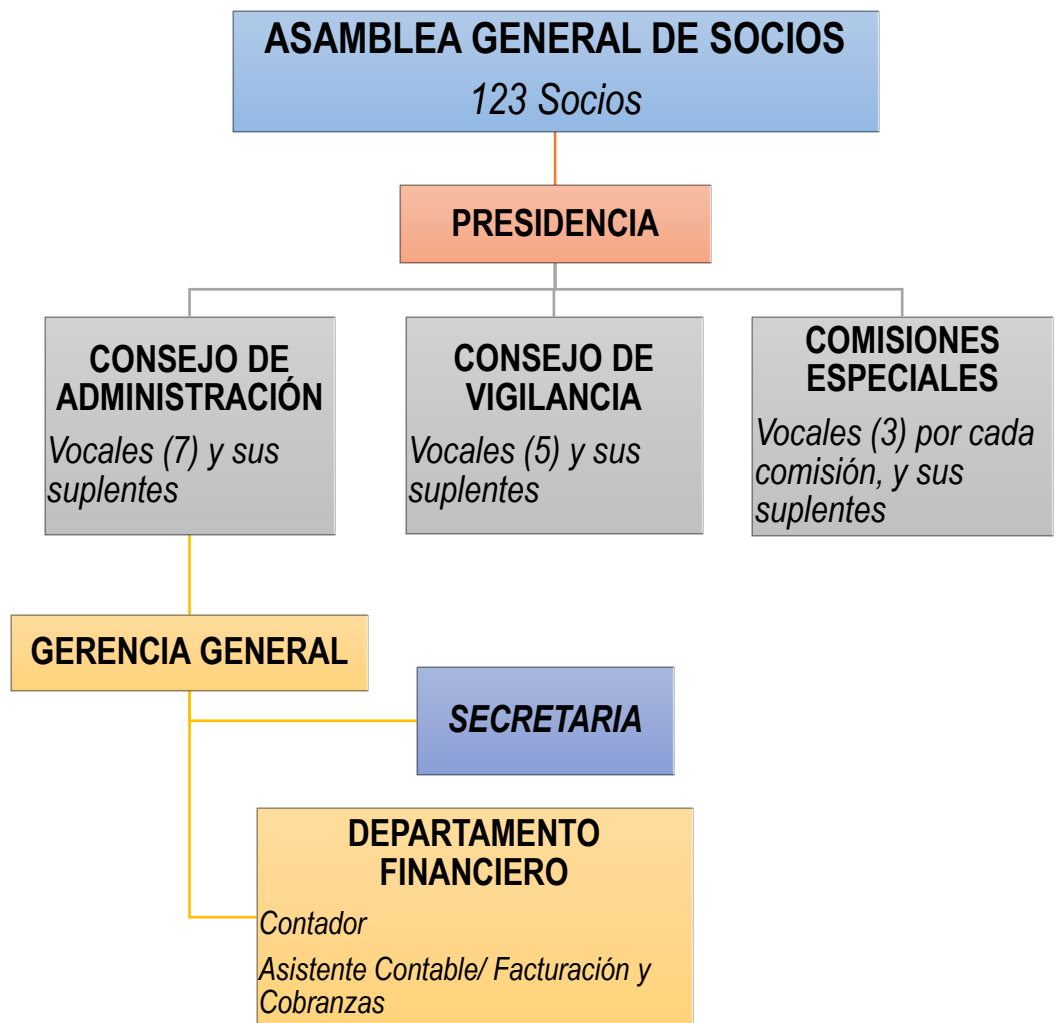 ASAMBLEA GENERAL DE SOCIOS
123 Socios
PRESIDENCIA
CONSEJO DE
ADMINISTRACIÓN
Vocales (7) y sus
suplentes
CONSEJO DE
VIGILANCIA
Vocales (5) y sus
suplentes
COMISIONES
ESPECIALES
Vocales (3) por cada
comisión, y sus
suplentes
GERENCIA GENERAL
SECRETARIA
DEPARTAMENTO
FINANCIERO
Contador
Asistente Contable/ Facturación y
Cobranzas